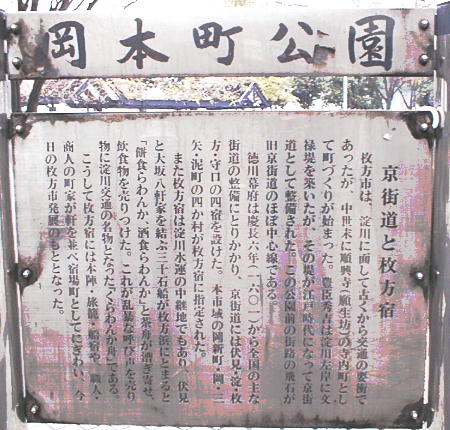 岡本町公園
京街道と枚方宿
枚方市は、淀川に面して古くから交通の要衝で
あったが、中世末に順興寺(願生坊)の寺内町とし
て町づくりが始まった。豊臣秀吉は淀川左岸に文
禄堤を築いたが、その堤が江戸時代になって京街
道として整備された。この公園前の街路の飛石が
旧京街道のほぼ中心線である。
徳川幕府は慶長六年(一六〇一)から全国の主な
街道の整備にとりかかり、京街道には伏見・淀・枚
方・守口の四宿を設けた。本市域の岡新町・岡・三
矢・泥町の四か村が枚方宿に指定された。
また枚方宿は淀川水運の中継地でもあり、伏見
と大坂八軒家を結ぶ三十石船が枚方浜にとまると
「餅食らわんか、酒食らわんか」と茶舟が漕ぎ寄せ、
飲食物を売りつけた。これが乱暴な呼び声を売り
物に淀川交通の名物となった「くらわんか舟」である。
こうして枚方宿には本陣・旅籠・船宿や、職人・
商人の町家が軒を並べ宿場町としてにぎわい、今
日の枚方市発展のもととなった。